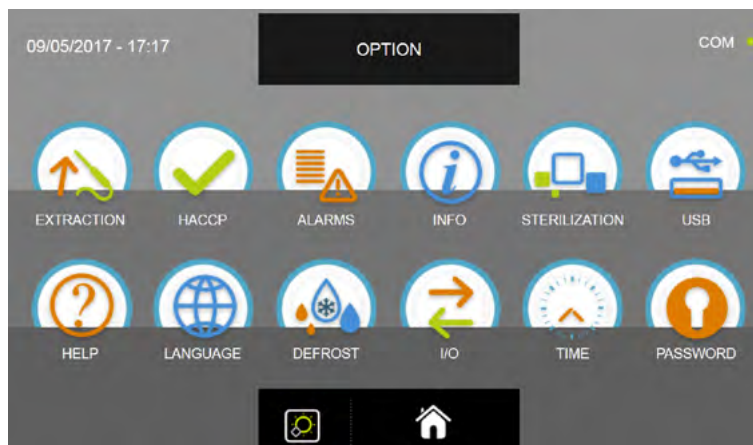 09/05/2017 - 17:17
OPTION
COM
EXTRACTION
HACCP
ALARMS
INFO
STERILIZATION
USB
HELP
LANGUAGE
DEFROST
I/O
TIME
PASSWORD